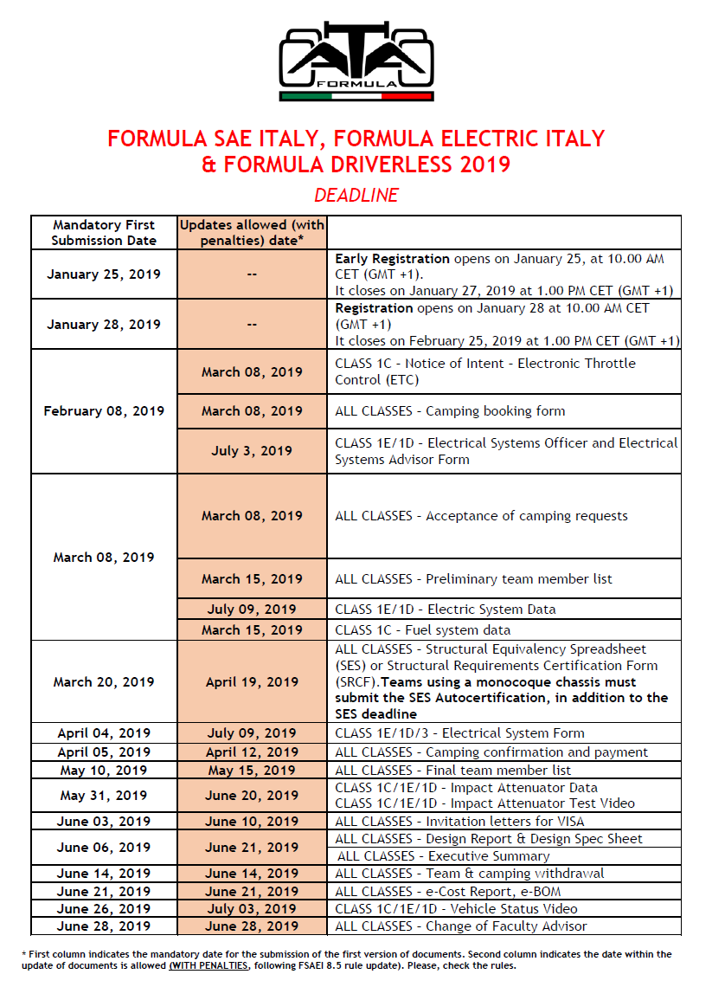 ATA
FORMULA
FORMULA SAE ITALY, FORMULA ELECTRIC ITALY
& FORMULA DRIVERLESS 2019
DEADLINE
Mandatory First
Submission Date
Updates allowed (with
penalties) date*
January 25, 2019
--
Early Registration opens on January 25, at 10.00 AM
CET (GMT +1).
It closes on January 27, 2019 at 1.00 PM CET (GMT +1)
January 28, 2019
--
Registration opens on January 28 at 10.00 AM CET
(GMT +1)
It closes on February 25, 2019 at 1.00 PM CET (GMT +1)
February 08, 2019
March 08, 2019
CLASS 1C – Notice of Intent – Electronic Throttle
Control (ETC)
March 08, 2019
ALL CLASSES – Camping booking form
July 3, 2019
CLASS 1E/1D – Electrical Systems Officer and Electrical
Systems Advisor Form
March 08, 2019
March 08, 2019
ALL CLASSES – Acceptance of camping requests
March 15, 2019
ALL CLASSES – Preliminary team member list
July 09, 2019
CLASS 1E/1D – Electric System Data
March 15, 2019
CLASS 1C – Fuel system data
March 20, 2019
April 19, 2019
ALL CLASSES – Structural Equivalency Spreadsheet
(SES) or Structural Requirements Certification Form
(SRCF).Teams using a monocoque chassis must
submit the SES Autocertification, in addition to the
SES deadline
April 04, 2019
July 09, 2019
CLASS 1E/1D/3 – Electrical System Form
April 05, 2019
April 12, 2019
ALL CLASSES – Camping confirmation and payment
May 10, 2019
May 15, 2019
ALL CLASSES – Final team member list
May 31, 2019
June 20, 2019
CLASS 1C/1E/1D – Impact Attenuator Data
CLASS 1C/1E/1D – Impact Attenuator Test Video
June 03, 2019
June 10, 2019
ALL CLASSES – Invitation letters for VISA
June 06, 2019
June 21, 2019
ALL CLASSES – Design Report & Design Spec Sheet
ALL CLASSES – Executive Summary
June 14, 2019
June 14, 2019
ALL CLASSES – Team & camping withdrawal
June 21, 2019
June 21, 2019
ALL CLASSES – e-Cost Report, e-BOM
June 26, 2019
July 03, 2019
CLASS 1C/1E/1D – Vehicle Status Video
June 28, 2019
June 28, 2019
ALL CLASSES – Change of Faculty Advisor
* First column indicates the mandatory date for the submission of the first version of documents. Second column indicates the date within the
update of documents is allowed (WITH PENALTIES, following FSAEI 8.5 rule update). Please, check the rules.